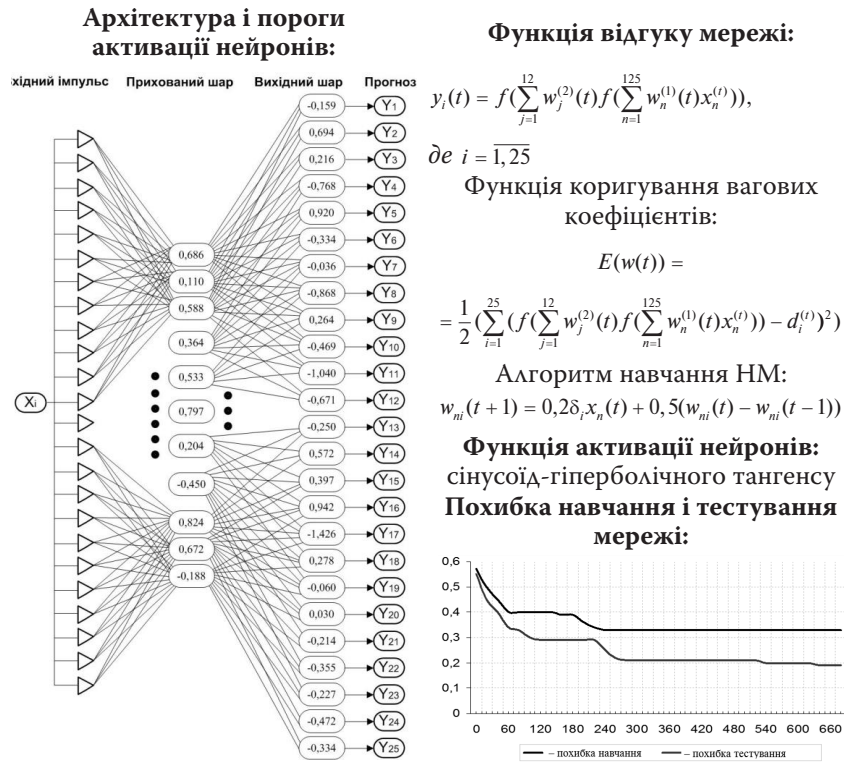 Архітектура і пороги
активації нейронів:
хідний імпульс Прихований шар Вихідний шар Прогноз
Xi
0,686
0,110
0,588
0,364
0,533
0,797
0,204
-0,450
0,824
0,672
-0,188
-0,159 Y1
0,694 Y2
0,216 Y3
-0,768 Y4
0,920 Y5
-0,334 Y6
-0,036 Y7
-0,868 Y8
0,264 Y9
-0,469 Y10
-1,040 Y11
-0,671 Y12
-0,250 Y13
0,572 Y14
0,397 Y15
0,942 Y16
-1,426 Y17
0,278 Y18
-0,060 Y19
0,030 Y20
-0,214 Y21
-0,355 Y22
-0,227 Y23
-0,472 Y24
-0,334 Y25
Функція відгуку мережі:
y_i(t) = f(∑_{j=1}^{12} w_j^{(2)}(t) f(∑_{n=1}^{125} w_n^{(1)}(t) x_n^{(t)})),
де i = \overline{1,25}
Функція коригування вагових
коефіцієнтів:
E(w(t)) =
= \frac{1}{2}(∑_{i=1}^{25}(f(∑_{j=1}^{12} w_j^{(2)}(t) f(∑_{n=1}^{125} w_n^{(1)}(t) x_n^{(t)})) − d_i^{(t)})^2)
Алгоритм навчання НМ:
w_{ni}(t + 1) = 0,2δ_i x_n(t) + 0,5(w_{ni}(t) − w_{ni}(t − 1))
Функція активації нейронів:
сінусоїд-гіперболічного тангенсу
Похибка навчання і тестування
мережі:
0,6
0,5
0,4
0,3
0,2
0,1
0
0 60 120 180 240 300 360 420 480 540 600 660
– похибка навчання – похибка тестування